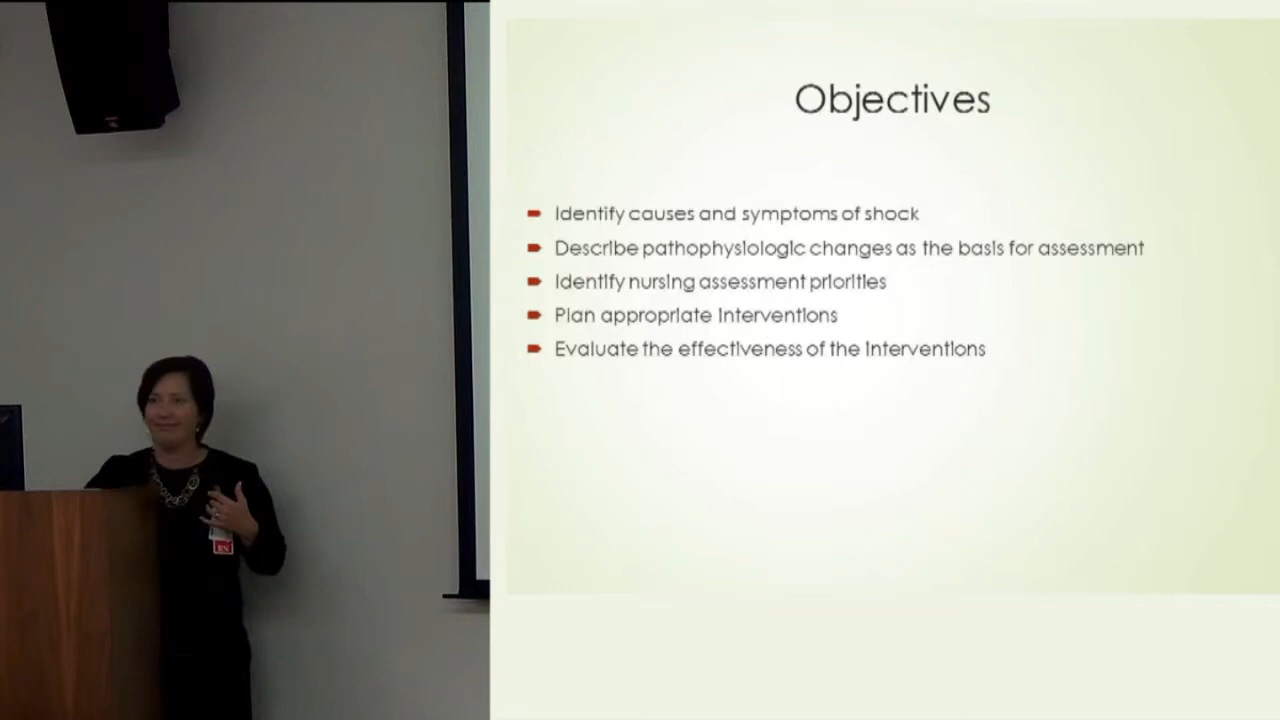 Objectives
Identify causes and symptoms of shock
Describe pathophysiologic changes as the basis for assessment
Identify nursing assessment priorities
Plan appropriate interventions
Evaluate the effectiveness of the interventions
RN